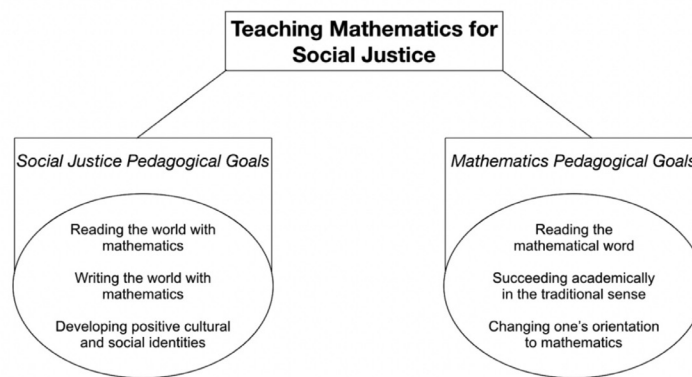 Teaching Mathematics for
Social Justice
Social Justice Pedagogical Goals
Reading the world with
mathematics
Writing the world with
mathematics
Developing positive cultural
and social identities
Mathematics Pedagogical Goals
Reading the
mathematical word
Succeeding academically
in the traditional sense
Changing one's orientation
to mathematics